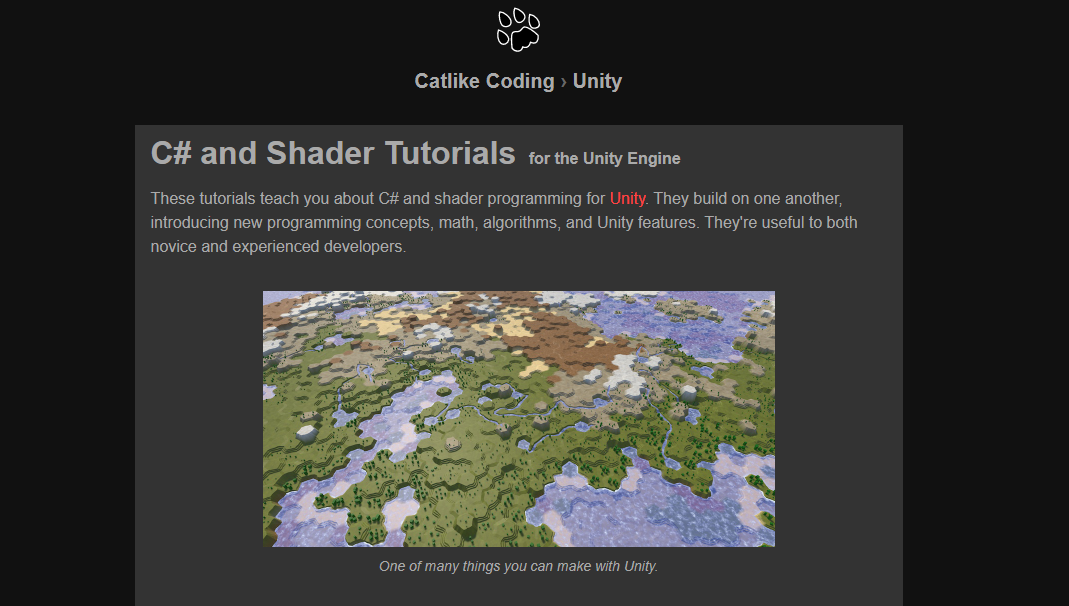 Catlike Coding › Unity
C# and Shader Tutorials for the Unity Engine
These tutorials teach you about C# and shader programming for Unity. They build on one another,
introducing new programming concepts, math, algorithms, and Unity features. They're useful to both
novice and experienced developers.
One of many things you can make with Unity.